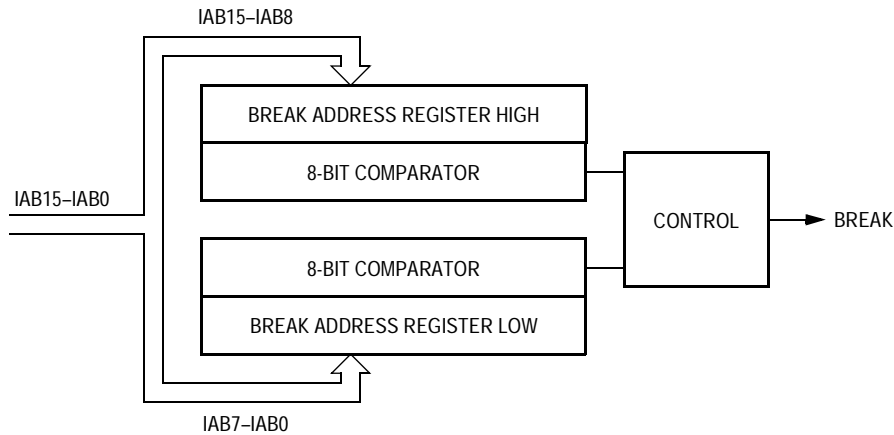 IAB15–IAB8
BREAK ADDRESS REGISTER HIGH
8-BIT COMPARATOR
IAB15–IAB0
CONTROL
BREAK
8-BIT COMPARATOR
BREAK ADDRESS REGISTER LOW
IAB7–IAB0